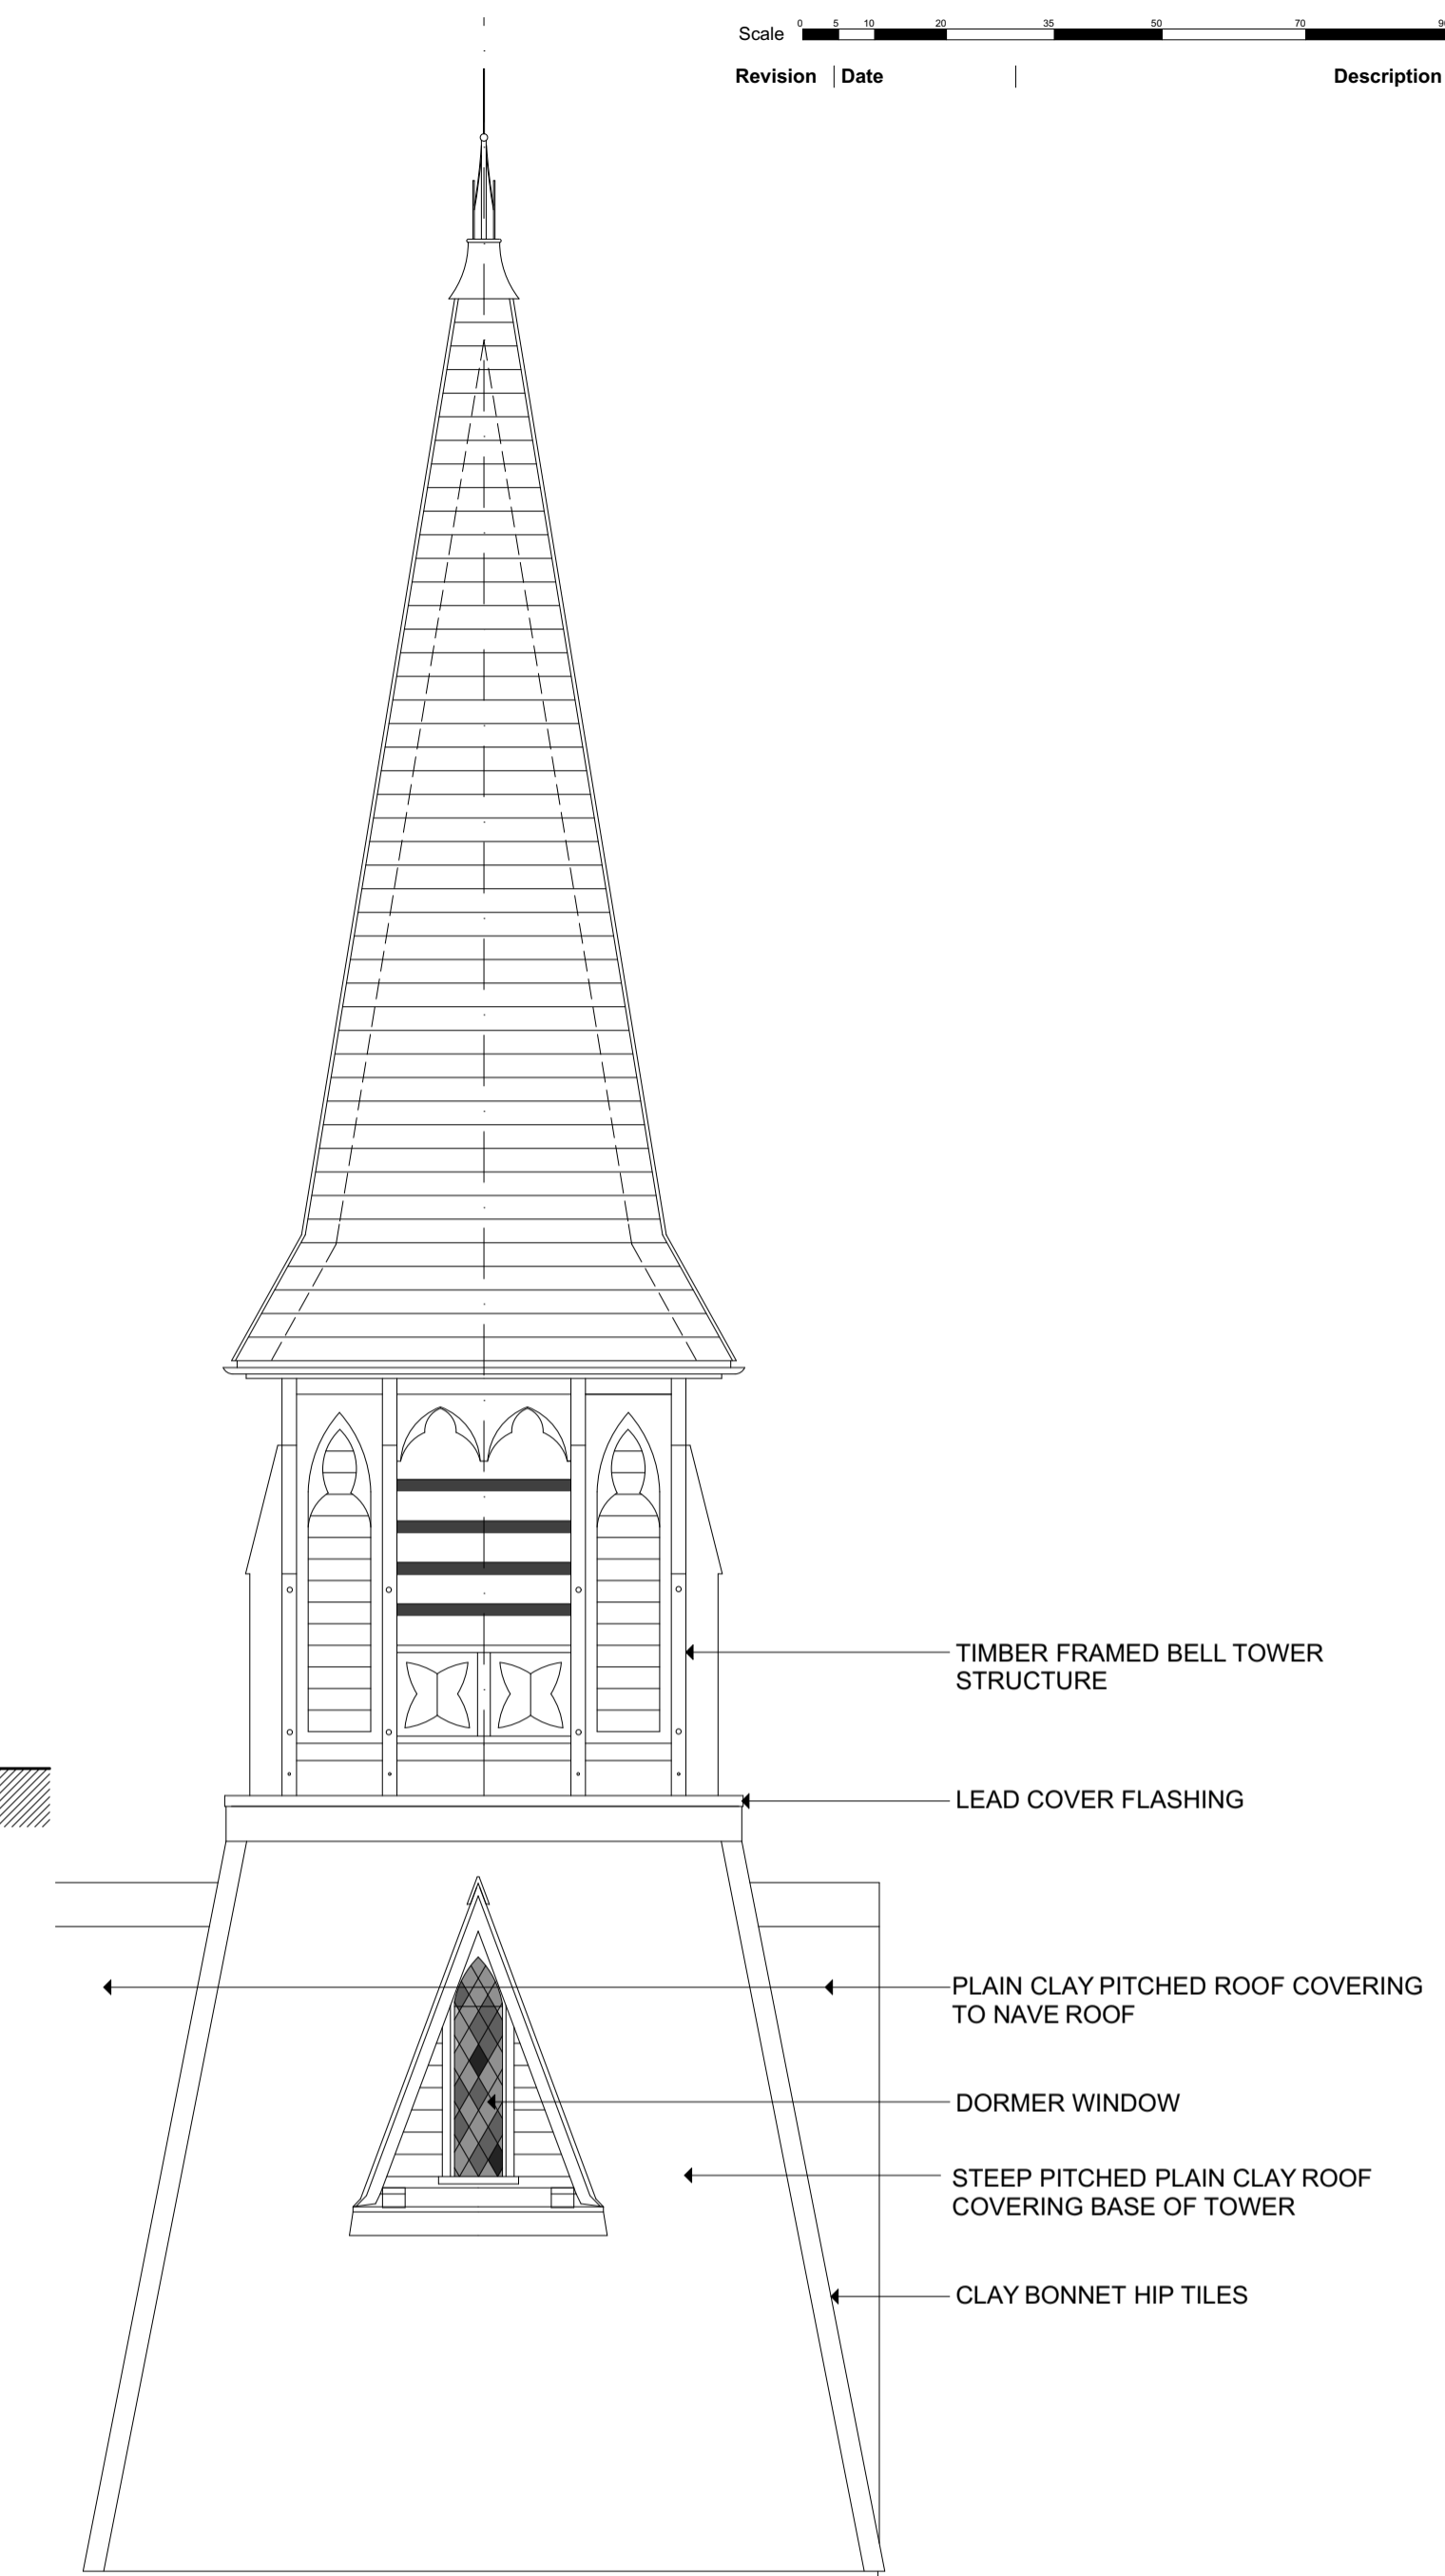 Scale 0 5 10 20 35 50 70
Revision Date Description
TIMBER FRAMED BELL TOWER
STRUCTURE
LEAD COVER FLASHING
PLAIN CLAY PITCHED ROOF COVERING
TO NAVE ROOF
DORMER WINDOW
STEEP PITCHED PLAIN CLAY ROOF
COVERING BASE OF TOWER
CLAY BONNET HIP TILES